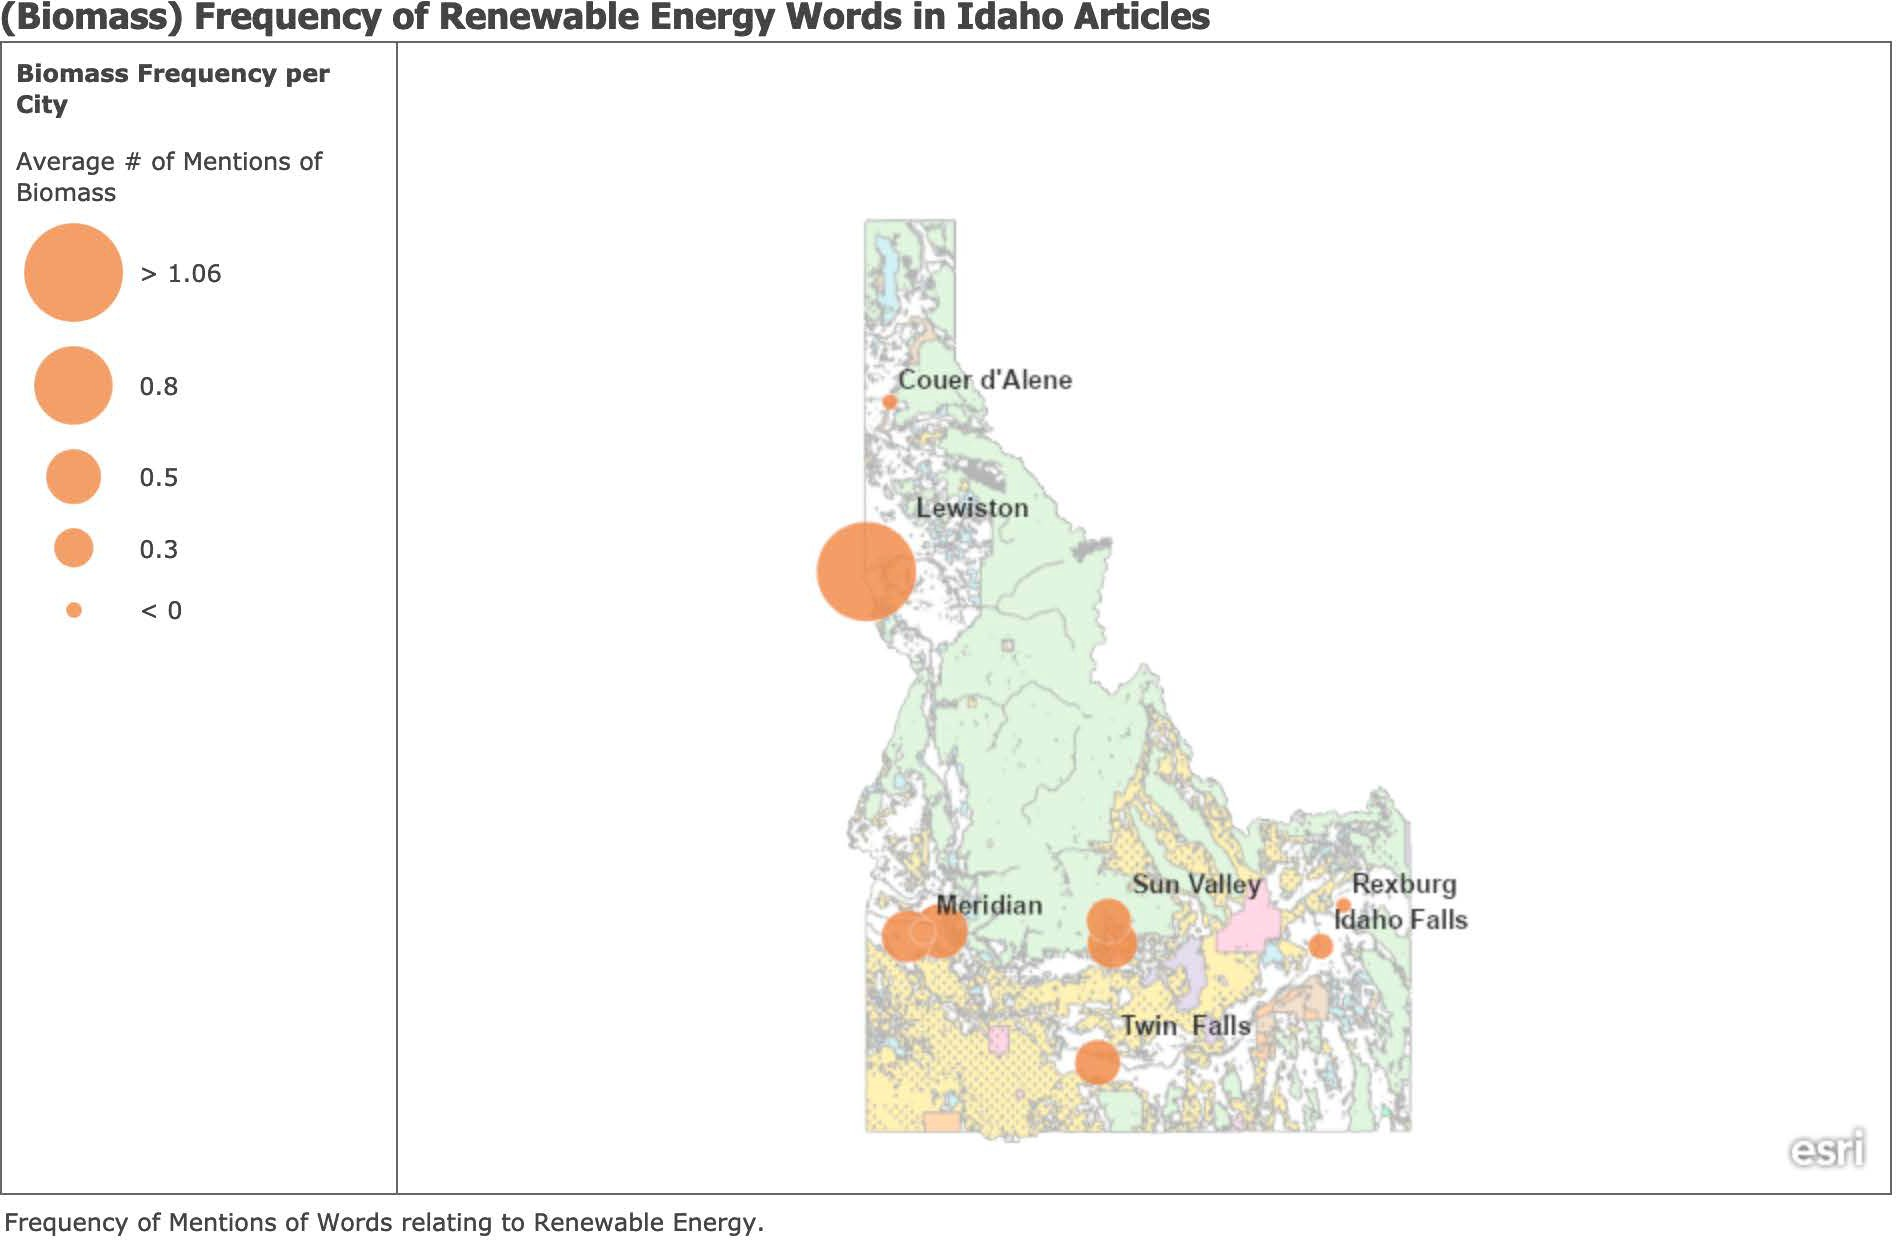 (Biomass) Frequency of Renewable Energy Words in Idaho Articles
Biomass Frequency per
City
Average # of Mentions of
Biomass
> 1.06
0.8
0.5
0.3
< 0
Couer d'Alene
Lewiston
Sun Valley
Rexburg
Meridian
Idaho Falls
Twin Falls
esri
Frequency of Mentions of Words relating to Renewable Energy.